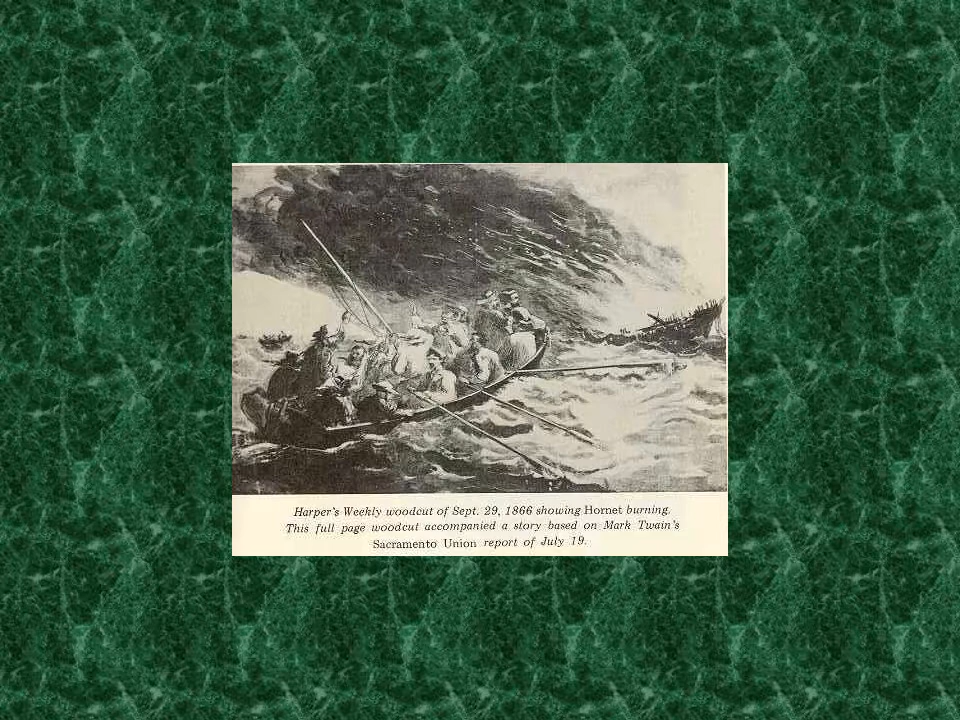 Harper's Weekly woodcut of Sept. 29, 1866 showing Hornet burning.
This full page woodcut accompanied a story based on Mark Twain's
Sacramento Union report of July 19.